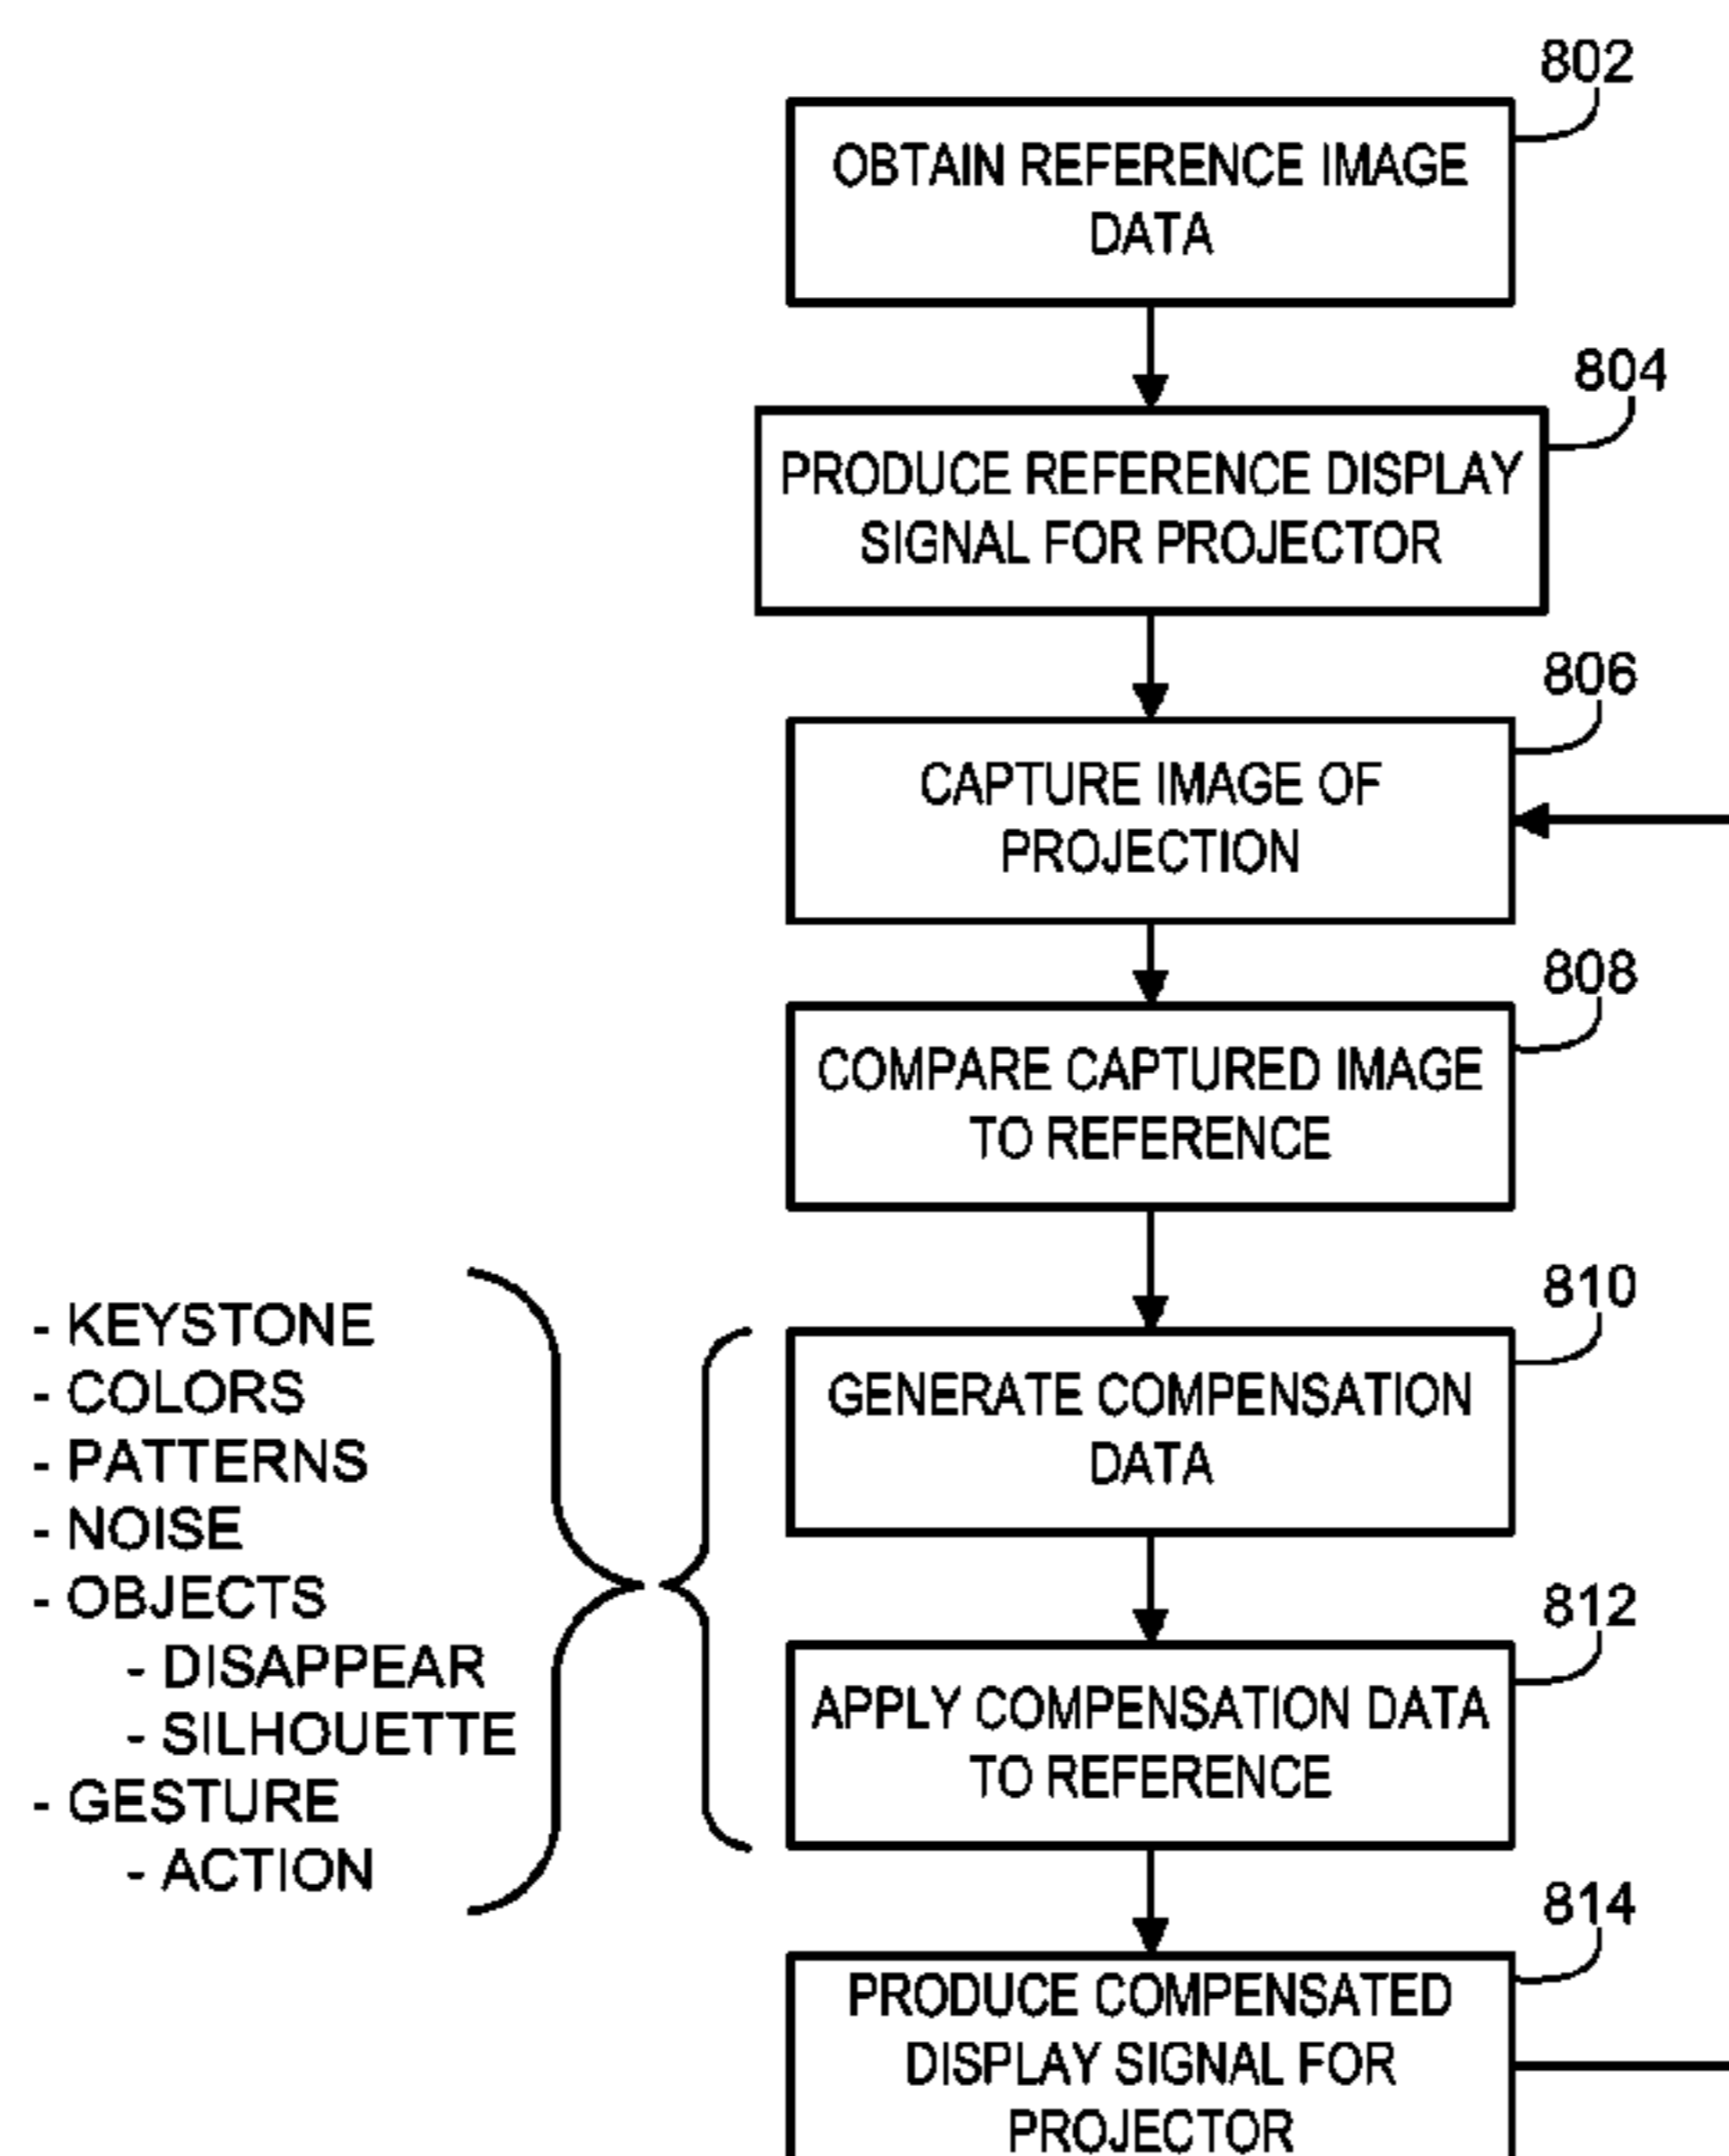 802
OBTAIN REFERENCE IMAGE
DATA
804
PRODUCE REFERENCE DISPLAY
SIGNAL FOR PROJECTOR
806
CAPTURE IMAGE OF
PROJECTION
808
COMPARE CAPTURED IMAGE
TO REFERENCE
810
GENERATE COMPENSATION
DATA
- KEYSTONE
- COLORS
- PATTERNS
- NOISE
- OBJECTS
- DISAPPEAR
- SILHOUETTE
- GESTURE
- ACTION
812
APPLY COMPENSATION DATA
TO REFERENCE
814
PRODUCE COMPENSATED
DISPLAY SIGNAL FOR
PROJECTOR